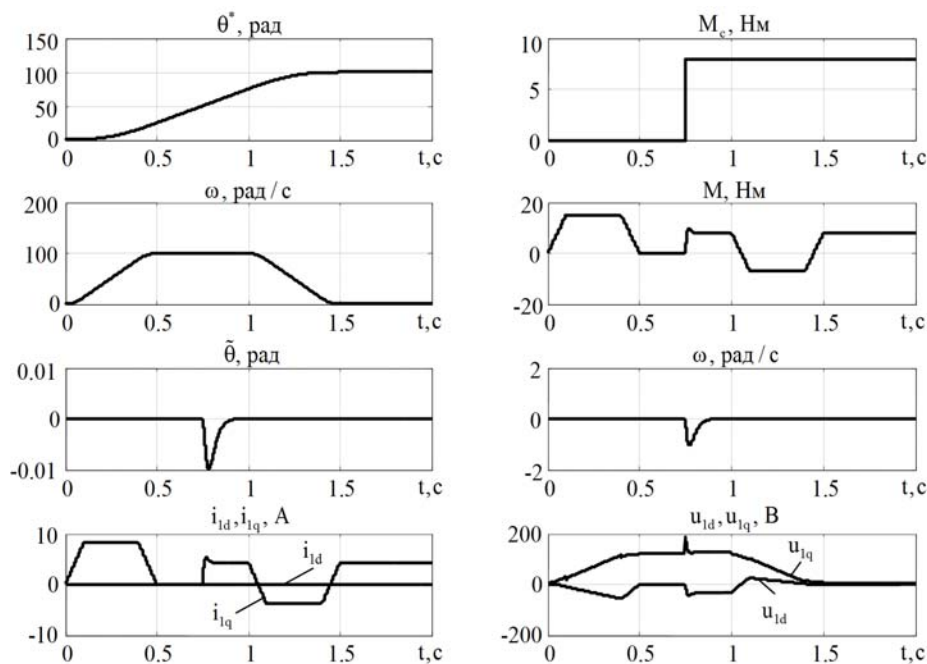 θ*, рад
150
100
50
0
0 0.5 1 1.5 t, c
M_c, Нм
10
5
0
0 0.5 1 1.5 t, c
ω, рад / с
200
100
0
0 0.5 1 1.5 t, c
M, Нм
20
0
-20
0 0.5 1 1.5 t, c
θ̃, рад
0.01
0
-0.01
0 0.5 1 1.5 t, c
ω, рад / с
2
0
-2
0 0.5 1 1.5 t, c
i_1d, i_1q, A
10
0
-10
i_1d
i_1q
0 0.5 1 1.5 t, c
u_1d, u_1q, B
200
0
-200
u_1q
u_1d
0 0.5 1 1.5 t, c